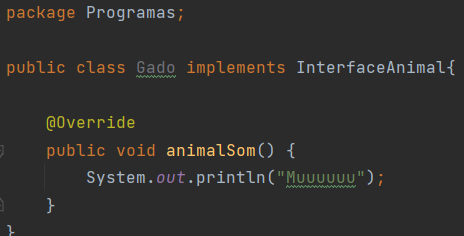 package Programas;
public class Gado implements InterfaceAnimal{
@Override
public void animalSom() {
System.out.println("Muuuuuu");
}
}